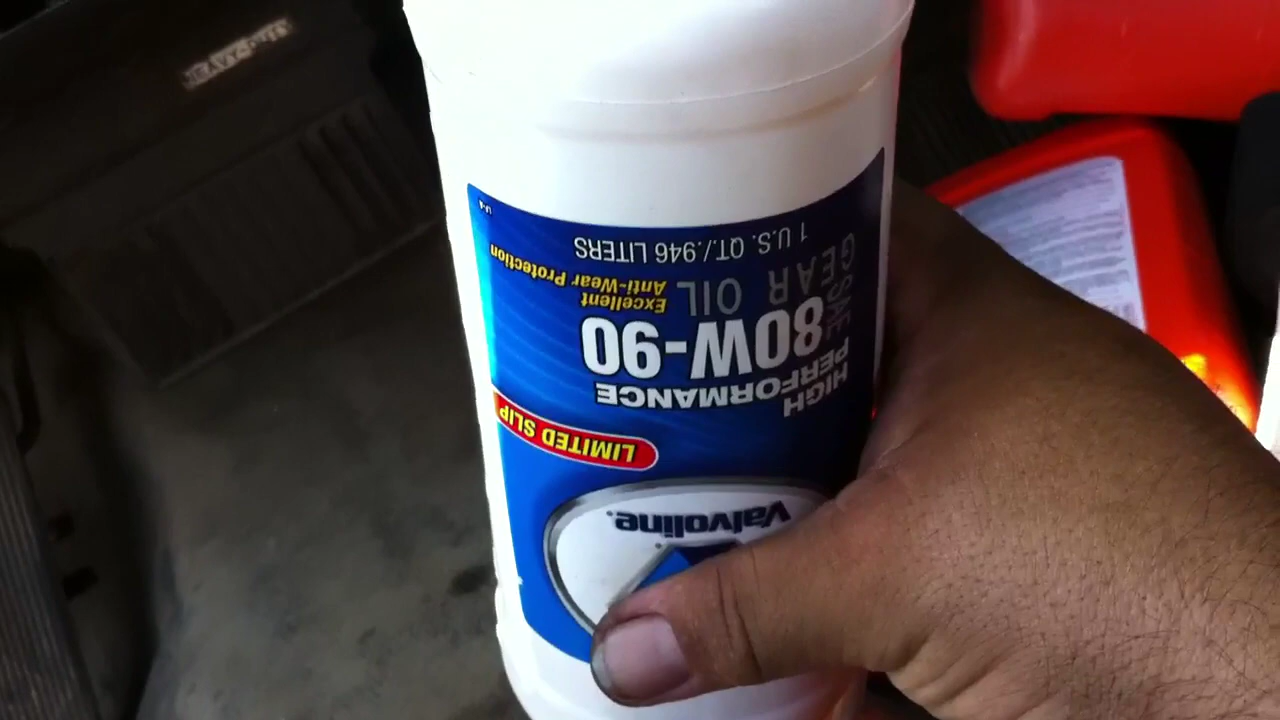 Valvoline.
LIMITED SLIP
HIGH
PERFORMANCE
80W-90
SAE
GEAR OIL
Excellent
Anti-Wear Protection
1 U.S. QT./.946 LITERS